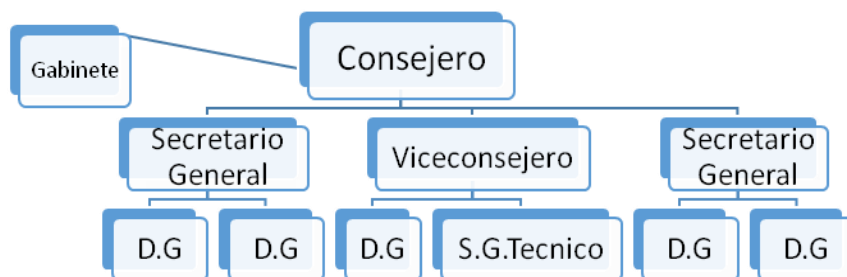 Consejero
Gabinete
Secretario
General
Viceconsejero
Secretario
General
D.G
D.G
D.G
S.G.Tecnico
D.G
D.G